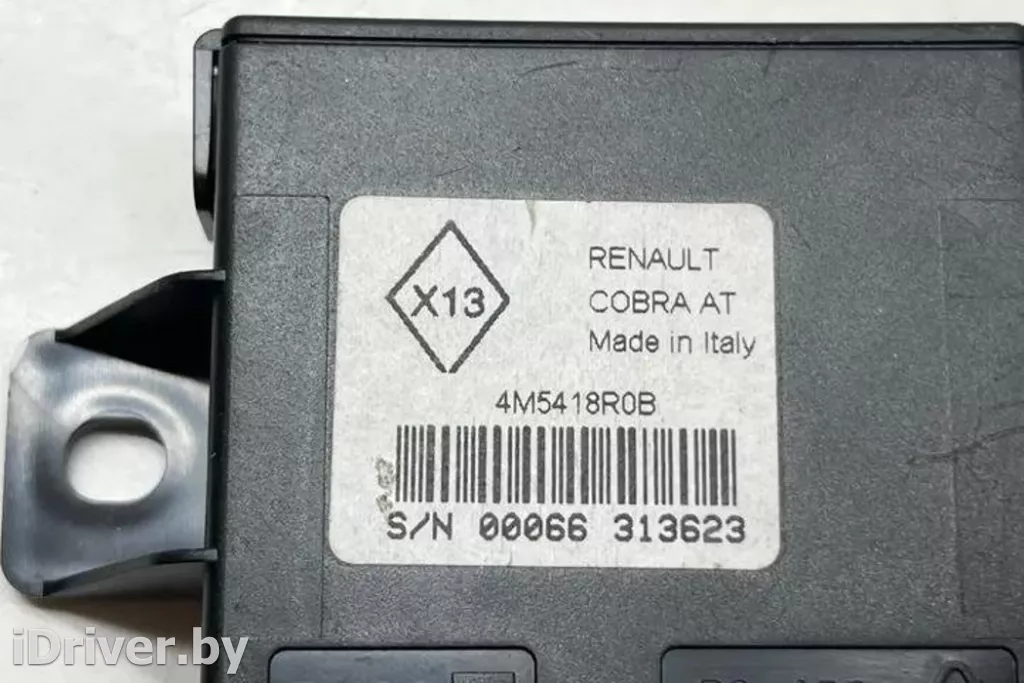 X13
RENAULT
COBRA AT
Made in Italy
4M5418R0B
S/N 00066 313623
iDriver.by